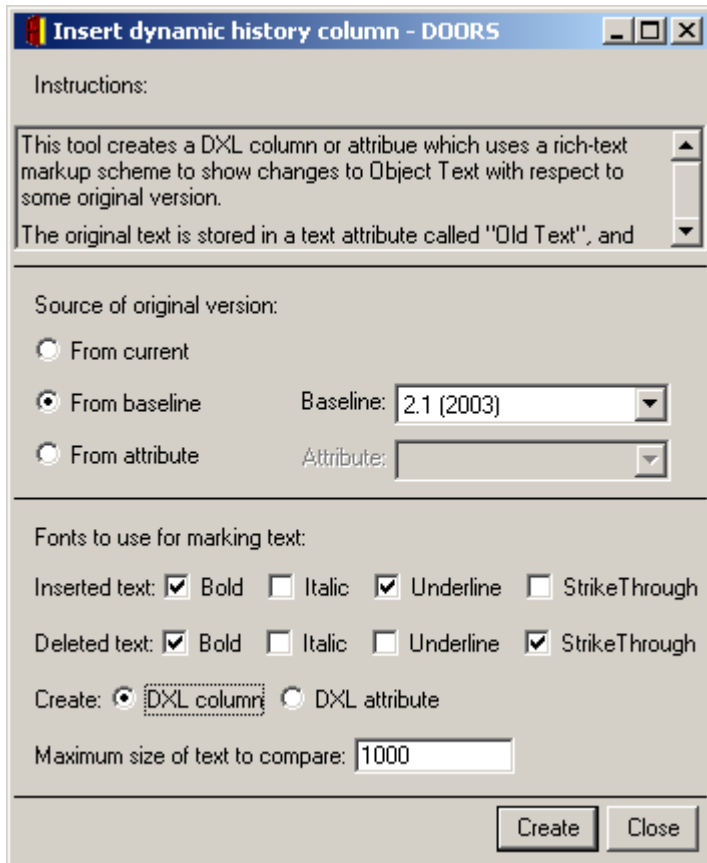 Insert dynamic history column - DOORS
Instructions:
This tool creates a DXL column or attribue which uses a rich-text
markup scheme to show changes to Object Text with respect to
some original version.
The original text is stored in a text attribute called "Old Text", and
Source of original version:
From current
From baseline Baseline: 2.1 (2003)
From attribute Attribute:
Fonts to use for marking text:
Inserted text: Bold Italic Underline StrikeThrough
Deleted text: Bold Italic Underline StrikeThrough
Create: DXL column DXL attribute
Maximum size of text to compare: 1000
Create Close